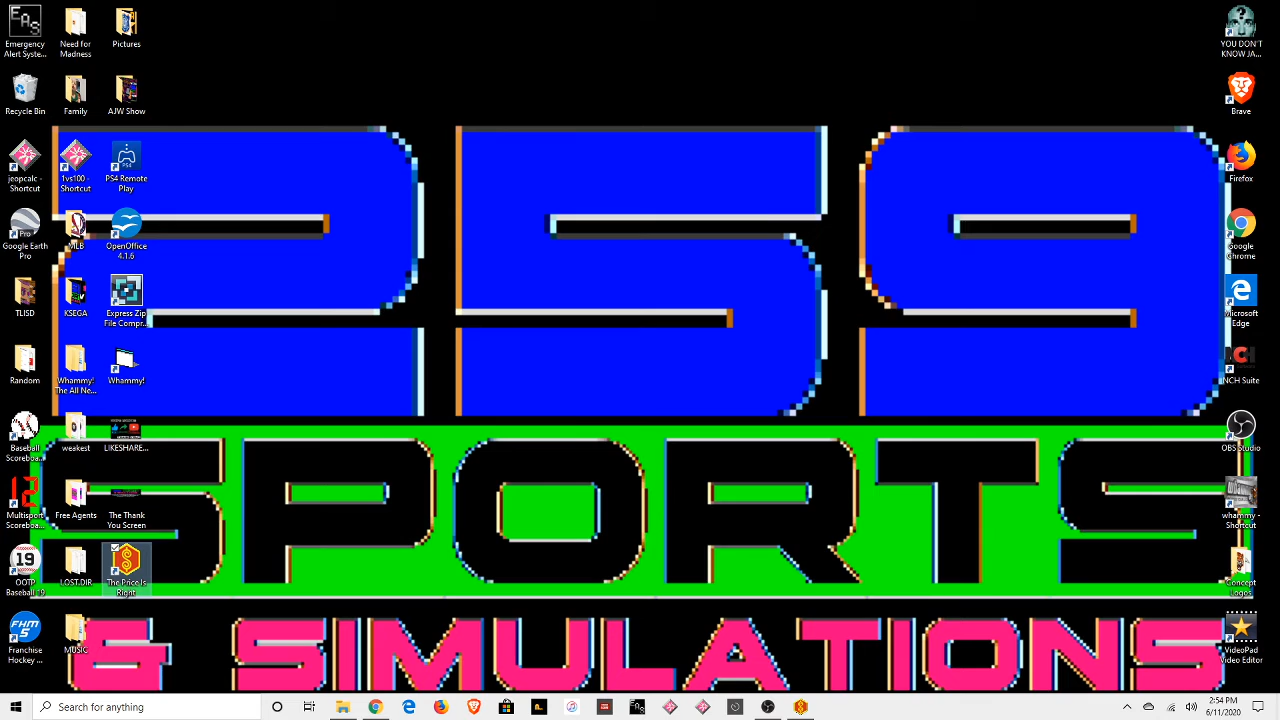 259
SPORTS
& SIMULATIONS
Emergency
Alert Syste...
Need for
Madness
Pictures
Recycle Bin
Family
AJW Show
jeopcalc -
Shortcut
1vs100 -
Shortcut
PS4 Remote
Play
Google Earth
Pro
MLB
OpenOffice
4.1.6
TLISD
KSEGA
Express Zip
File Compr...
Random
Whammy!
The All Ne...
Whammy!
Baseball
Scoreboa...
weakest
LIKESHARE...
Multisport
Scoreboa...
Free Agents
The Thank
You Screen
OOTP
Baseball 19
LOST.DIR
The Price Is
Right
Franchise
Hockey ...
MUSIC
YOU DON'T
KNOW JA...
Brave
Firefox
Google
Chrome
Microsoft
Edge
NCH Suite
OBS Studio
whammy -
Shortcut
Concept
Logos
VideoPad
Video Editor
Search for anything
2:54 PM
6/11/2020